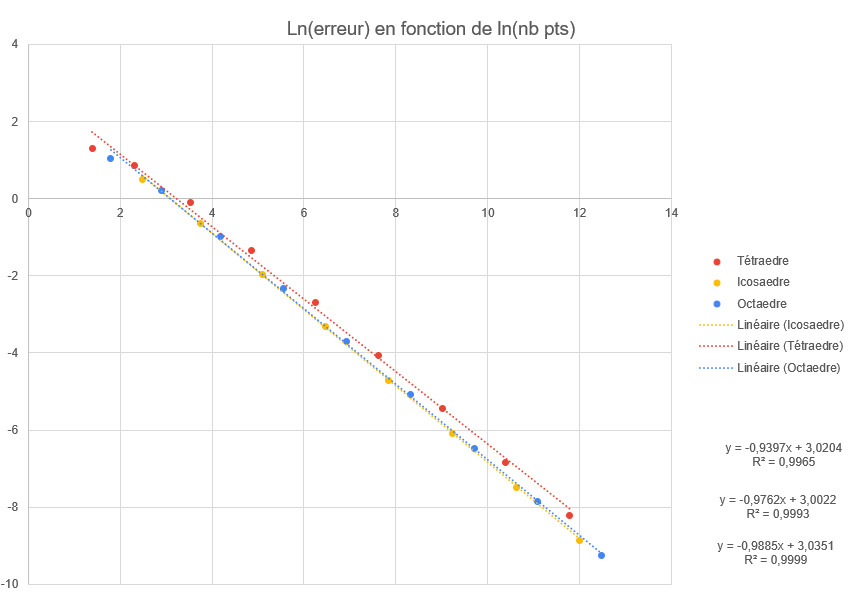 Ln(erreur) en fonction de ln(nb pts)
4
2
0
-2
-4
-6
-8
-10
0 2 4 6 8 10 12 14
Tétraedre
Icosaedre
Octaedre
Linéaire (Icosaedre)
Linéaire (Tétraedre)
Linéaire (Octaedre)
y = -0,9397x + 3,0204
R² = 0,9965
y = -0,9762x + 3,0022
R² = 0,9993
y = -0,9885x + 3,0351
R² = 0,9999